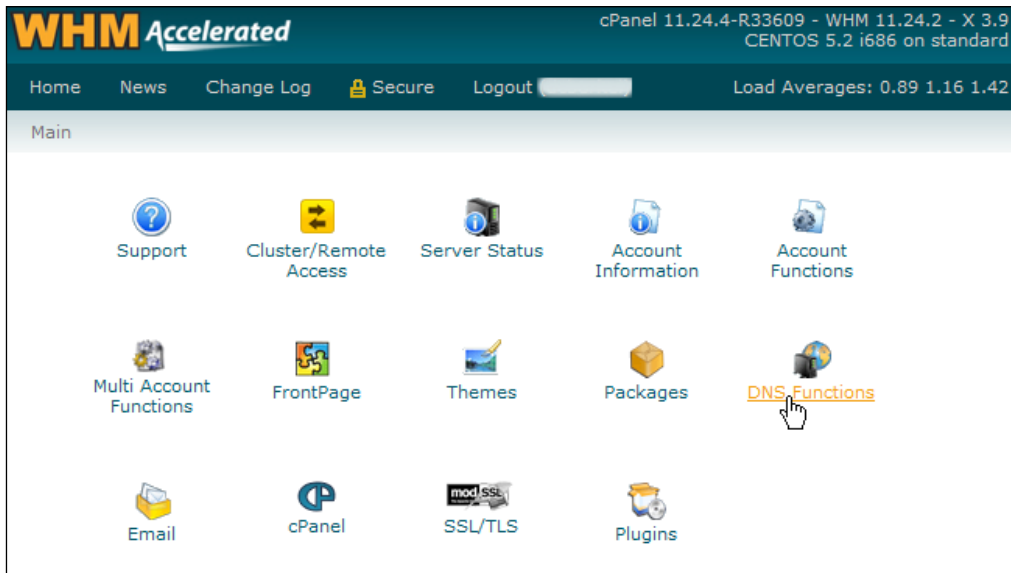 WHM Accelerated
cPanel 11.24.4-R33609 - WHM 11.24.2 - X 3.9
CENTOS 5.2 i686 on standard
Home News Change Log Secure Logout
Load Averages: 0.89 1.16 1.42
Main
Support
Cluster/Remote
Access
Server Status
Account
Information
Account
Functions
Multi Account
Functions
FrontPage
Themes
Packages
DNS Functions
Email
cPanel
mod SSL
SSL/TLS
Plugins